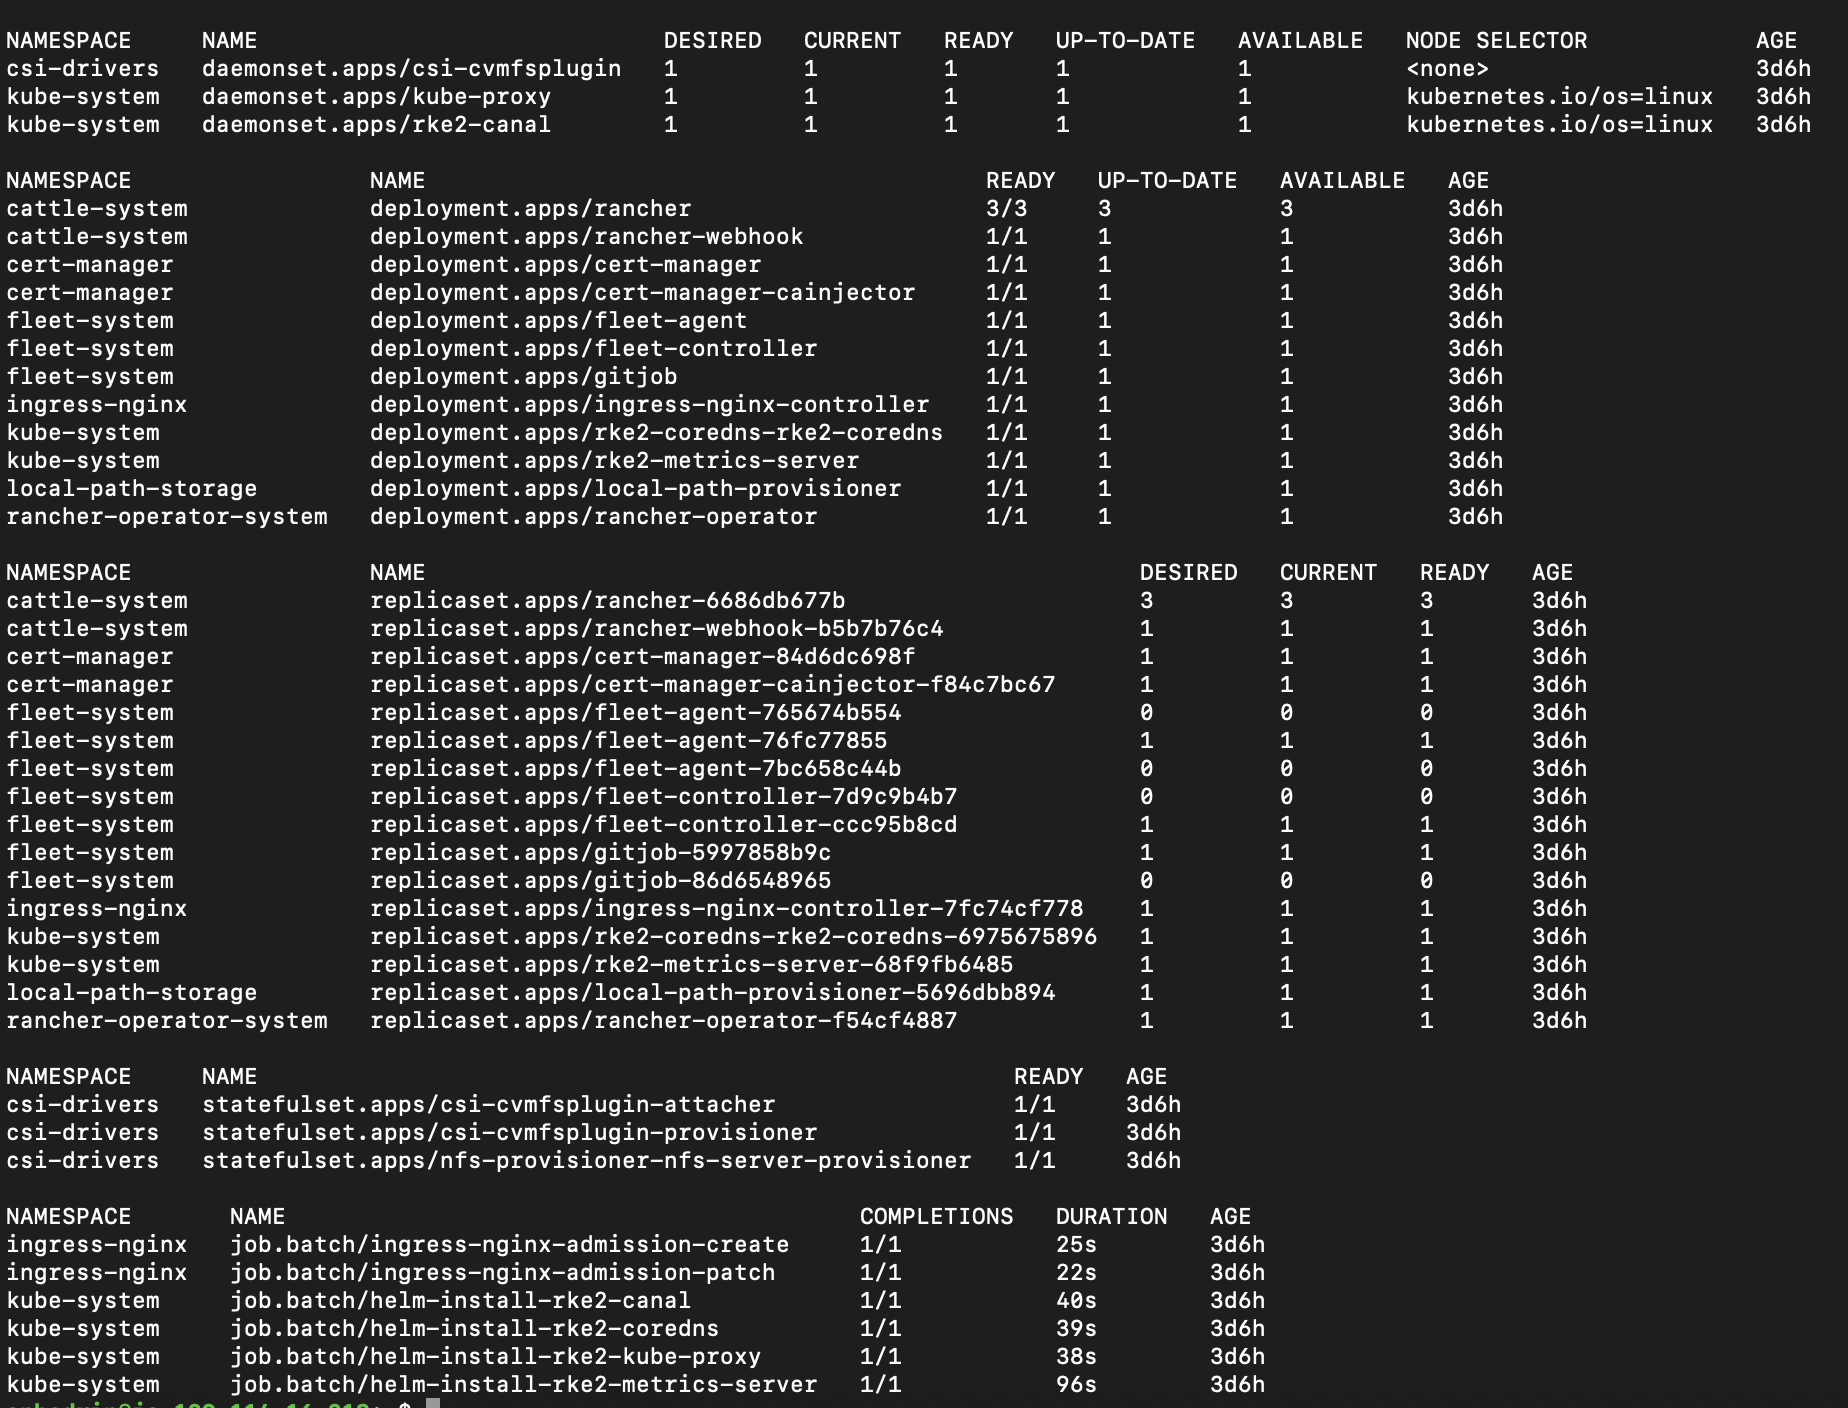 NAMESPACE NAME DESIRED CURRENT READY UP-TO-DATE AVAILABLE NODE SELECTOR AGE
csi-drivers daemonset.apps/csi-cvmfsplugin 1 1 1 1 1 <none> 3d6h
kube-system daemonset.apps/kube-proxy 1 1 1 1 1 kubernetes.io/os=linux 3d6h
kube-system daemonset.apps/rke2-canal 1 1 1 1 1 kubernetes.io/os=linux 3d6h
NAMESPACE NAME READY UP-TO-DATE AVAILABLE AGE
cattle-system deployment.apps/rancher 3/3 3 3 3d6h
cattle-system deployment.apps/rancher-webhook 1/1 1 1 3d6h
cert-manager deployment.apps/cert-manager 1/1 1 1 3d6h
cert-manager deployment.apps/cert-manager-cainjector 1/1 1 1 3d6h
fleet-system deployment.apps/fleet-agent 1/1 1 1 3d6h
fleet-system deployment.apps/fleet-controller 1/1 1 1 3d6h
fleet-system deployment.apps/gitjob 1/1 1 1 3d6h
ingress-nginx deployment.apps/ingress-nginx-controller 1/1 1 1 3d6h
kube-system deployment.apps/rke2-coredns-rke2-coredns 1/1 1 1 3d6h
kube-system deployment.apps/rke2-metrics-server 1/1 1 1 3d6h
local-path-storage deployment.apps/local-path-provisioner 1/1 1 1 3d6h
rancher-operator-system deployment.apps/rancher-operator 1/1 1 1 3d6h
NAMESPACE NAME DESIRED CURRENT READY AGE
cattle-system replicaset.apps/rancher-6686db677b 3 3 3 3d6h
cattle-system replicaset.apps/rancher-webhook-b5b7b76c4 1 1 1 3d6h
cert-manager replicaset.apps/cert-manager-84d6dc698f 1 1 1 3d6h
cert-manager replicaset.apps/cert-manager-cainjector-f84c7bc67 1 1 1 3d6h
fleet-system replicaset.apps/fleet-agent-765674b554 0 0 0 3d6h
fleet-system replicaset.apps/fleet-agent-76fc77855 1 1 1 3d6h
fleet-system replicaset.apps/fleet-agent-7bc658c44b 0 0 0 3d6h
fleet-system replicaset.apps/fleet-controller-7d9c9b4b7 0 0 0 3d6h
fleet-system replicaset.apps/fleet-controller-ccc95b8cd 1 1 1 3d6h
fleet-system replicaset.apps/gitjob-5997858b9c 1 1 1 3d6h
fleet-system replicaset.apps/gitjob-86d6548965 0 0 0 3d6h
ingress-nginx replicaset.apps/ingress-nginx-controller-7fc74cf778 1 1 1 3d6h
kube-system replicaset.apps/rke2-coredns-rke2-coredns-6975675896 1 1 1 3d6h
kube-system replicaset.apps/rke2-metrics-server-68f9fb6485 1 1 1 3d6h
local-path-storage replicaset.apps/local-path-provisioner-5696dbb894 1 1 1 3d6h
rancher-operator-system replicaset.apps/rancher-operator-f54cf4887 1 1 1 3d6h
NAMESPACE NAME READY AGE
csi-drivers statefulset.apps/csi-cvmfsplugin-attacher 1/1 3d6h
csi-drivers statefulset.apps/csi-cvmfsplugin-provisioner 1/1 3d6h
csi-drivers statefulset.apps/nfs-provisioner-nfs-server-provisioner 1/1 3d6h
NAMESPACE NAME COMPLETIONS DURATION AGE
ingress-nginx job.batch/ingress-nginx-admission-create 1/1 25s 3d6h
ingress-nginx job.batch/ingress-nginx-admission-patch 1/1 22s 3d6h
kube-system job.batch/helm-install-rke2-canal 1/1 40s 3d6h
kube-system job.batch/helm-install-rke2-coredns 1/1 39s 3d6h
kube-system job.batch/helm-install-rke2-kube-proxy 1/1 38s 3d6h
kube-system job.batch/helm-install-rke2-metrics-server 1/1 96s 3d6h